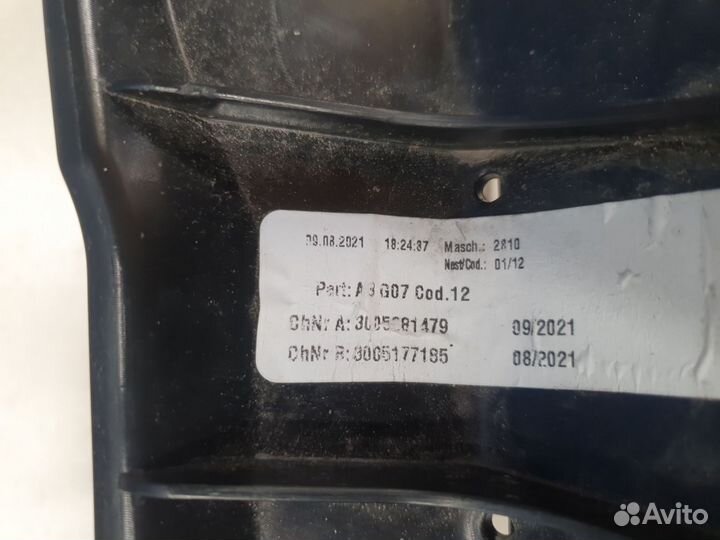 09.08.2021 18:24:37 Masch.: 2810
Nest/Cod.: 01/12
Part: A3 G07 Cod.12
ChNr A: 3005281479 09/2021
ChNr B: 3005177195 08/2021
Avito